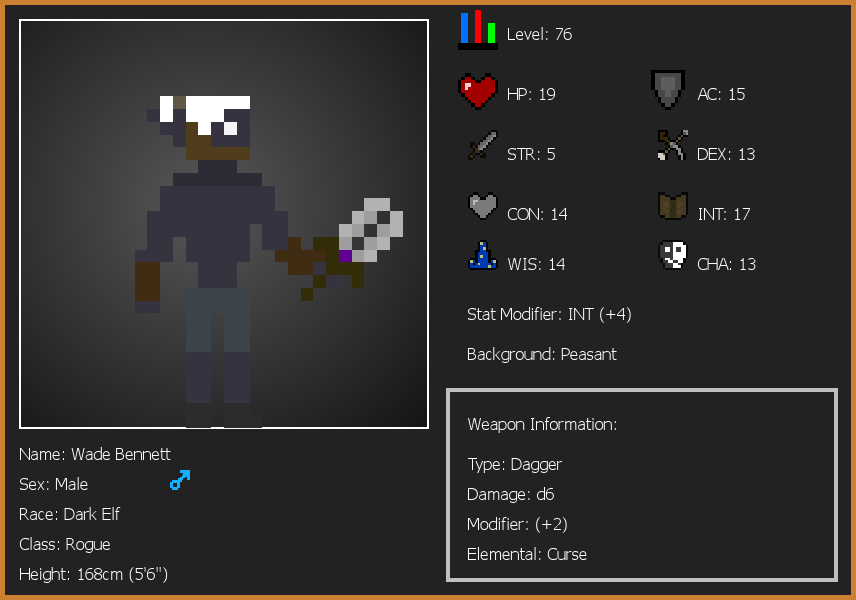 Level: 76
HP: 19
AC: 15
STR: 5
DEX: 13
CON: 14
INT: 17
WIS: 14
CHA: 13
Stat Modifier: INT (+4)
Background: Peasant
Weapon Information:
Type: Dagger
Damage: d6
Modifier: (+2)
Elemental: Curse
Name: Wade Bennett
Sex: Male
Race: Dark Elf
Class: Rogue
Height: 168cm (5'6")